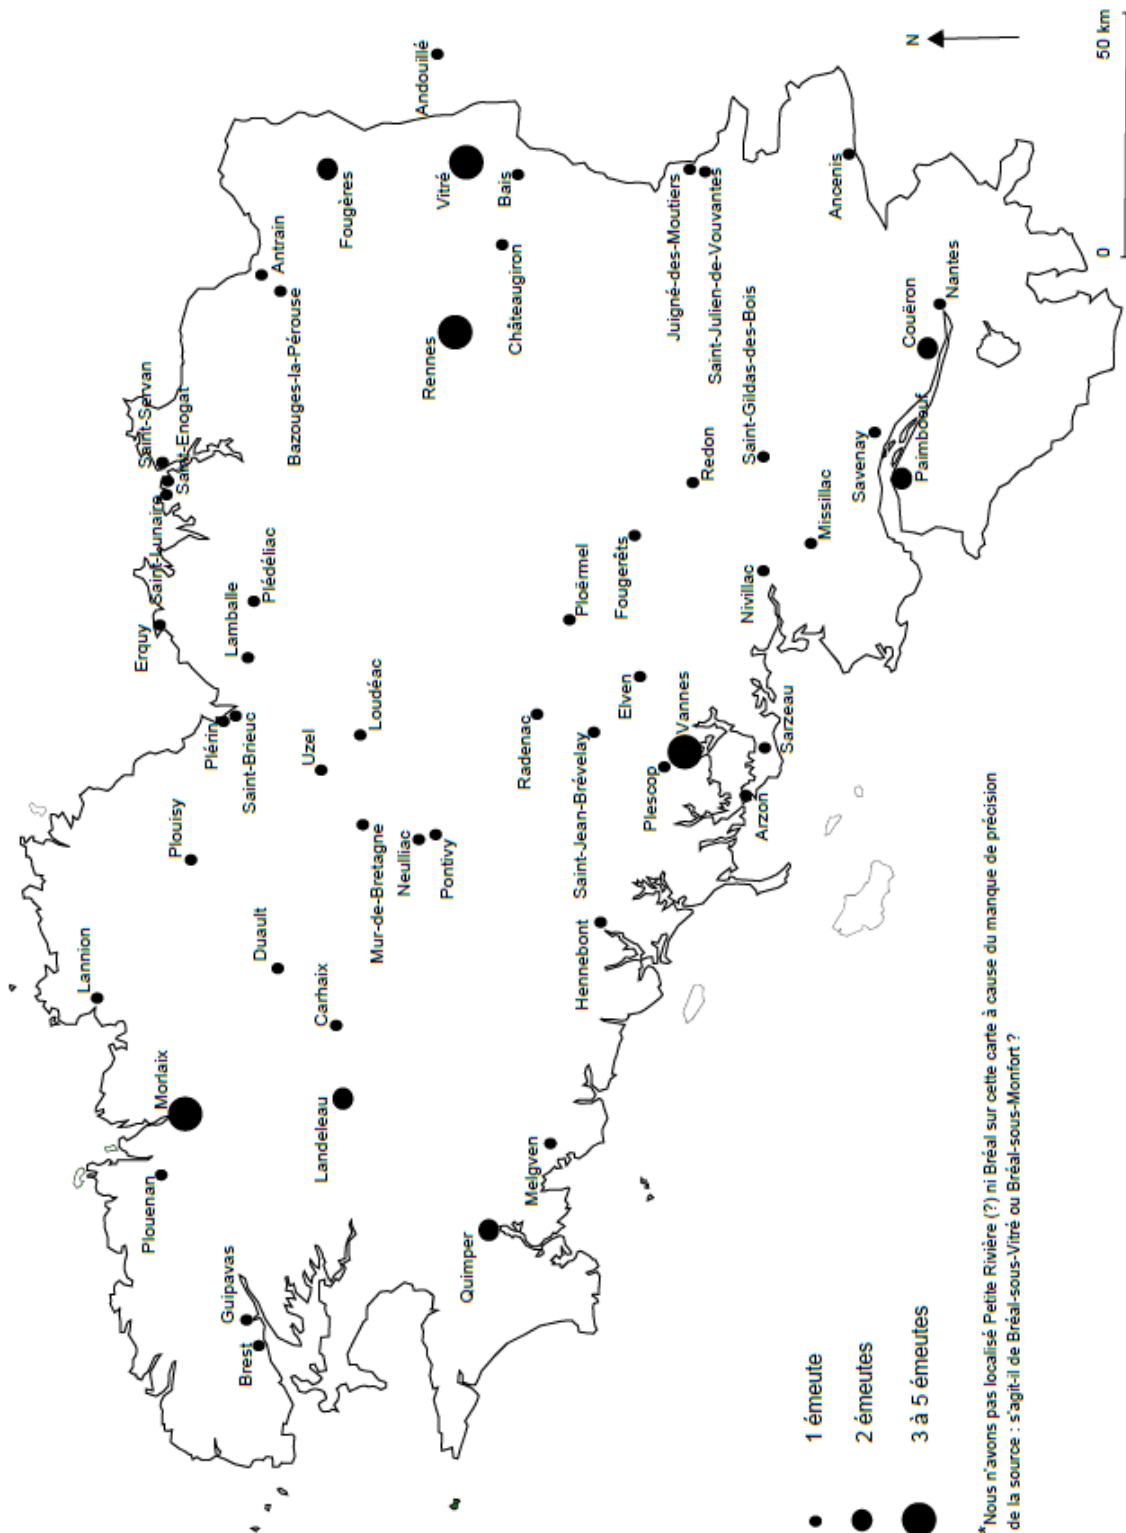 Lannion
Morlaix
Plouenan
Plouisy
Erquy
Saint-Lunaire
Saint-Enogat
Saint-Servan
Plérin
Saint-Brieuc
Lamballe
Plédéliac
Guipavas
Brest
Duault
Antrain
Bazouges-la-Pérouse
Fougères
Uzel
Loudéac
Carhaix
Landeleau
Mur-de-Bretagne
Neulliac
Pontivy
Rennes
Vitré
Andouillé
Châteaugiron
Bais
Quimper
Melgven
Radenac
Ploërmel
Saint-Jean-Brévelay
Hennebont
Elven
Fougerêts
Plescop
Vannes
Redon
Juigné-des-Moutiers
Saint-Julien-de-Vouvantes
Arzon
Sarzeau
Nivillac
Saint-Gildas-des-Bois
Missillac
Savenay
Ancenis
Paimboeuf
Couëron
Nantes
N
1 émeute
2 émeutes
3 à 5 émeutes
0 50 km
*Nous n'avons pas localisé Petite Rivière (?) ni Bréal sur cette carte à cause du manque de précision
de la source : s'agit-il de Bréal-sous-Vitré ou Bréal-sous-Monfort ?